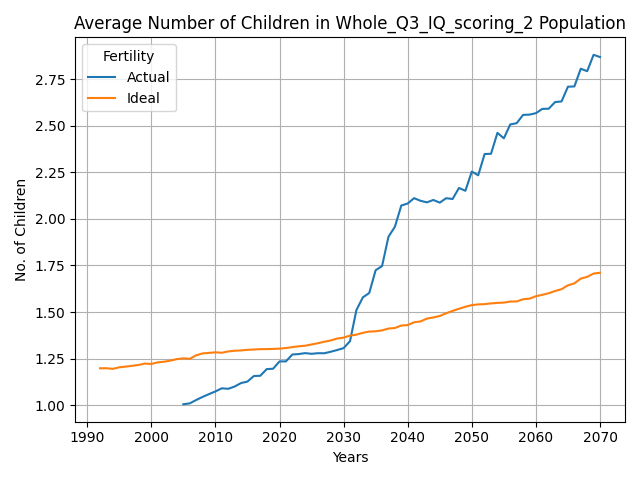 Average Number of Children in Whole_Q3_IQ_scoring_2 Population
Fertility
Actual
Ideal
No. of Children
2.75
2.50
2.25
2.00
1.75
1.50
1.25
1.00
1990 2000 2010 2020 2030 2040 2050 2060 2070
Years